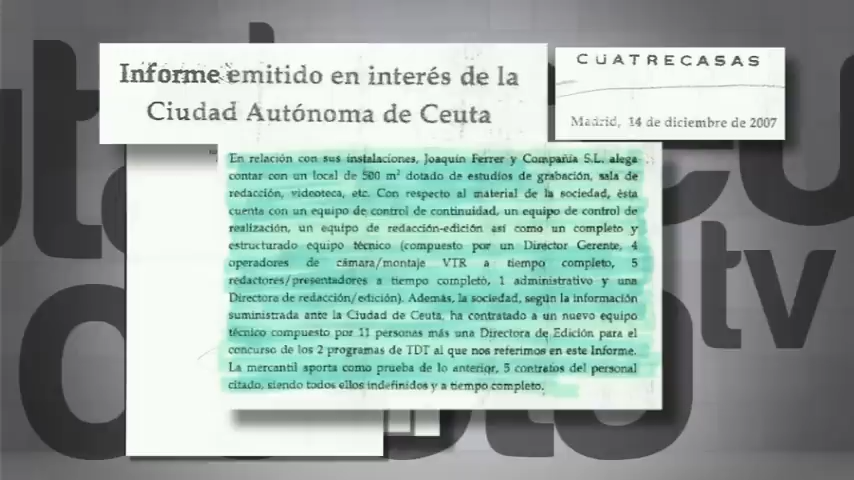 Informe emitido en interés de la
Ciudad Autónoma de Ceuta
CUATRECASAS
Madrid, 14 de diciembre de 2007
En relación con sus instalaciones, Joaquín Ferrer y Compañía S.L. alega
contar con un local de 500 m² dotado de estudios de grabación, sala de
redacción, videoteca, etc. Con respecto al material de la sociedad, ésta
cuenta con un equipo de control de continuidad, un equipo de control de
realización, un equipo de redacción-edición así como un completo y
estructurado equipo técnico (compuesto por un Director Gerente, 4
operadores de cámara/montaje VTR a tiempo completo, 5
redactores/presentadores a tiempo completo, 1 administrativo y una
Directora de redacción/edición). Además, la sociedad, según la información
suministrada ante la Ciudad de Ceuta, ha contratado a un nuevo equipo
técnico compuesto por 11 personas más una Directora de Edición para el
concurso de los 2 programas de TDT al que nos referimos en este Informe.
La mercantil aporta como prueba de lo anterior, 5 contratos del personal
citado, siendo todos ellos indefinidos y a tiempo completo.
tv